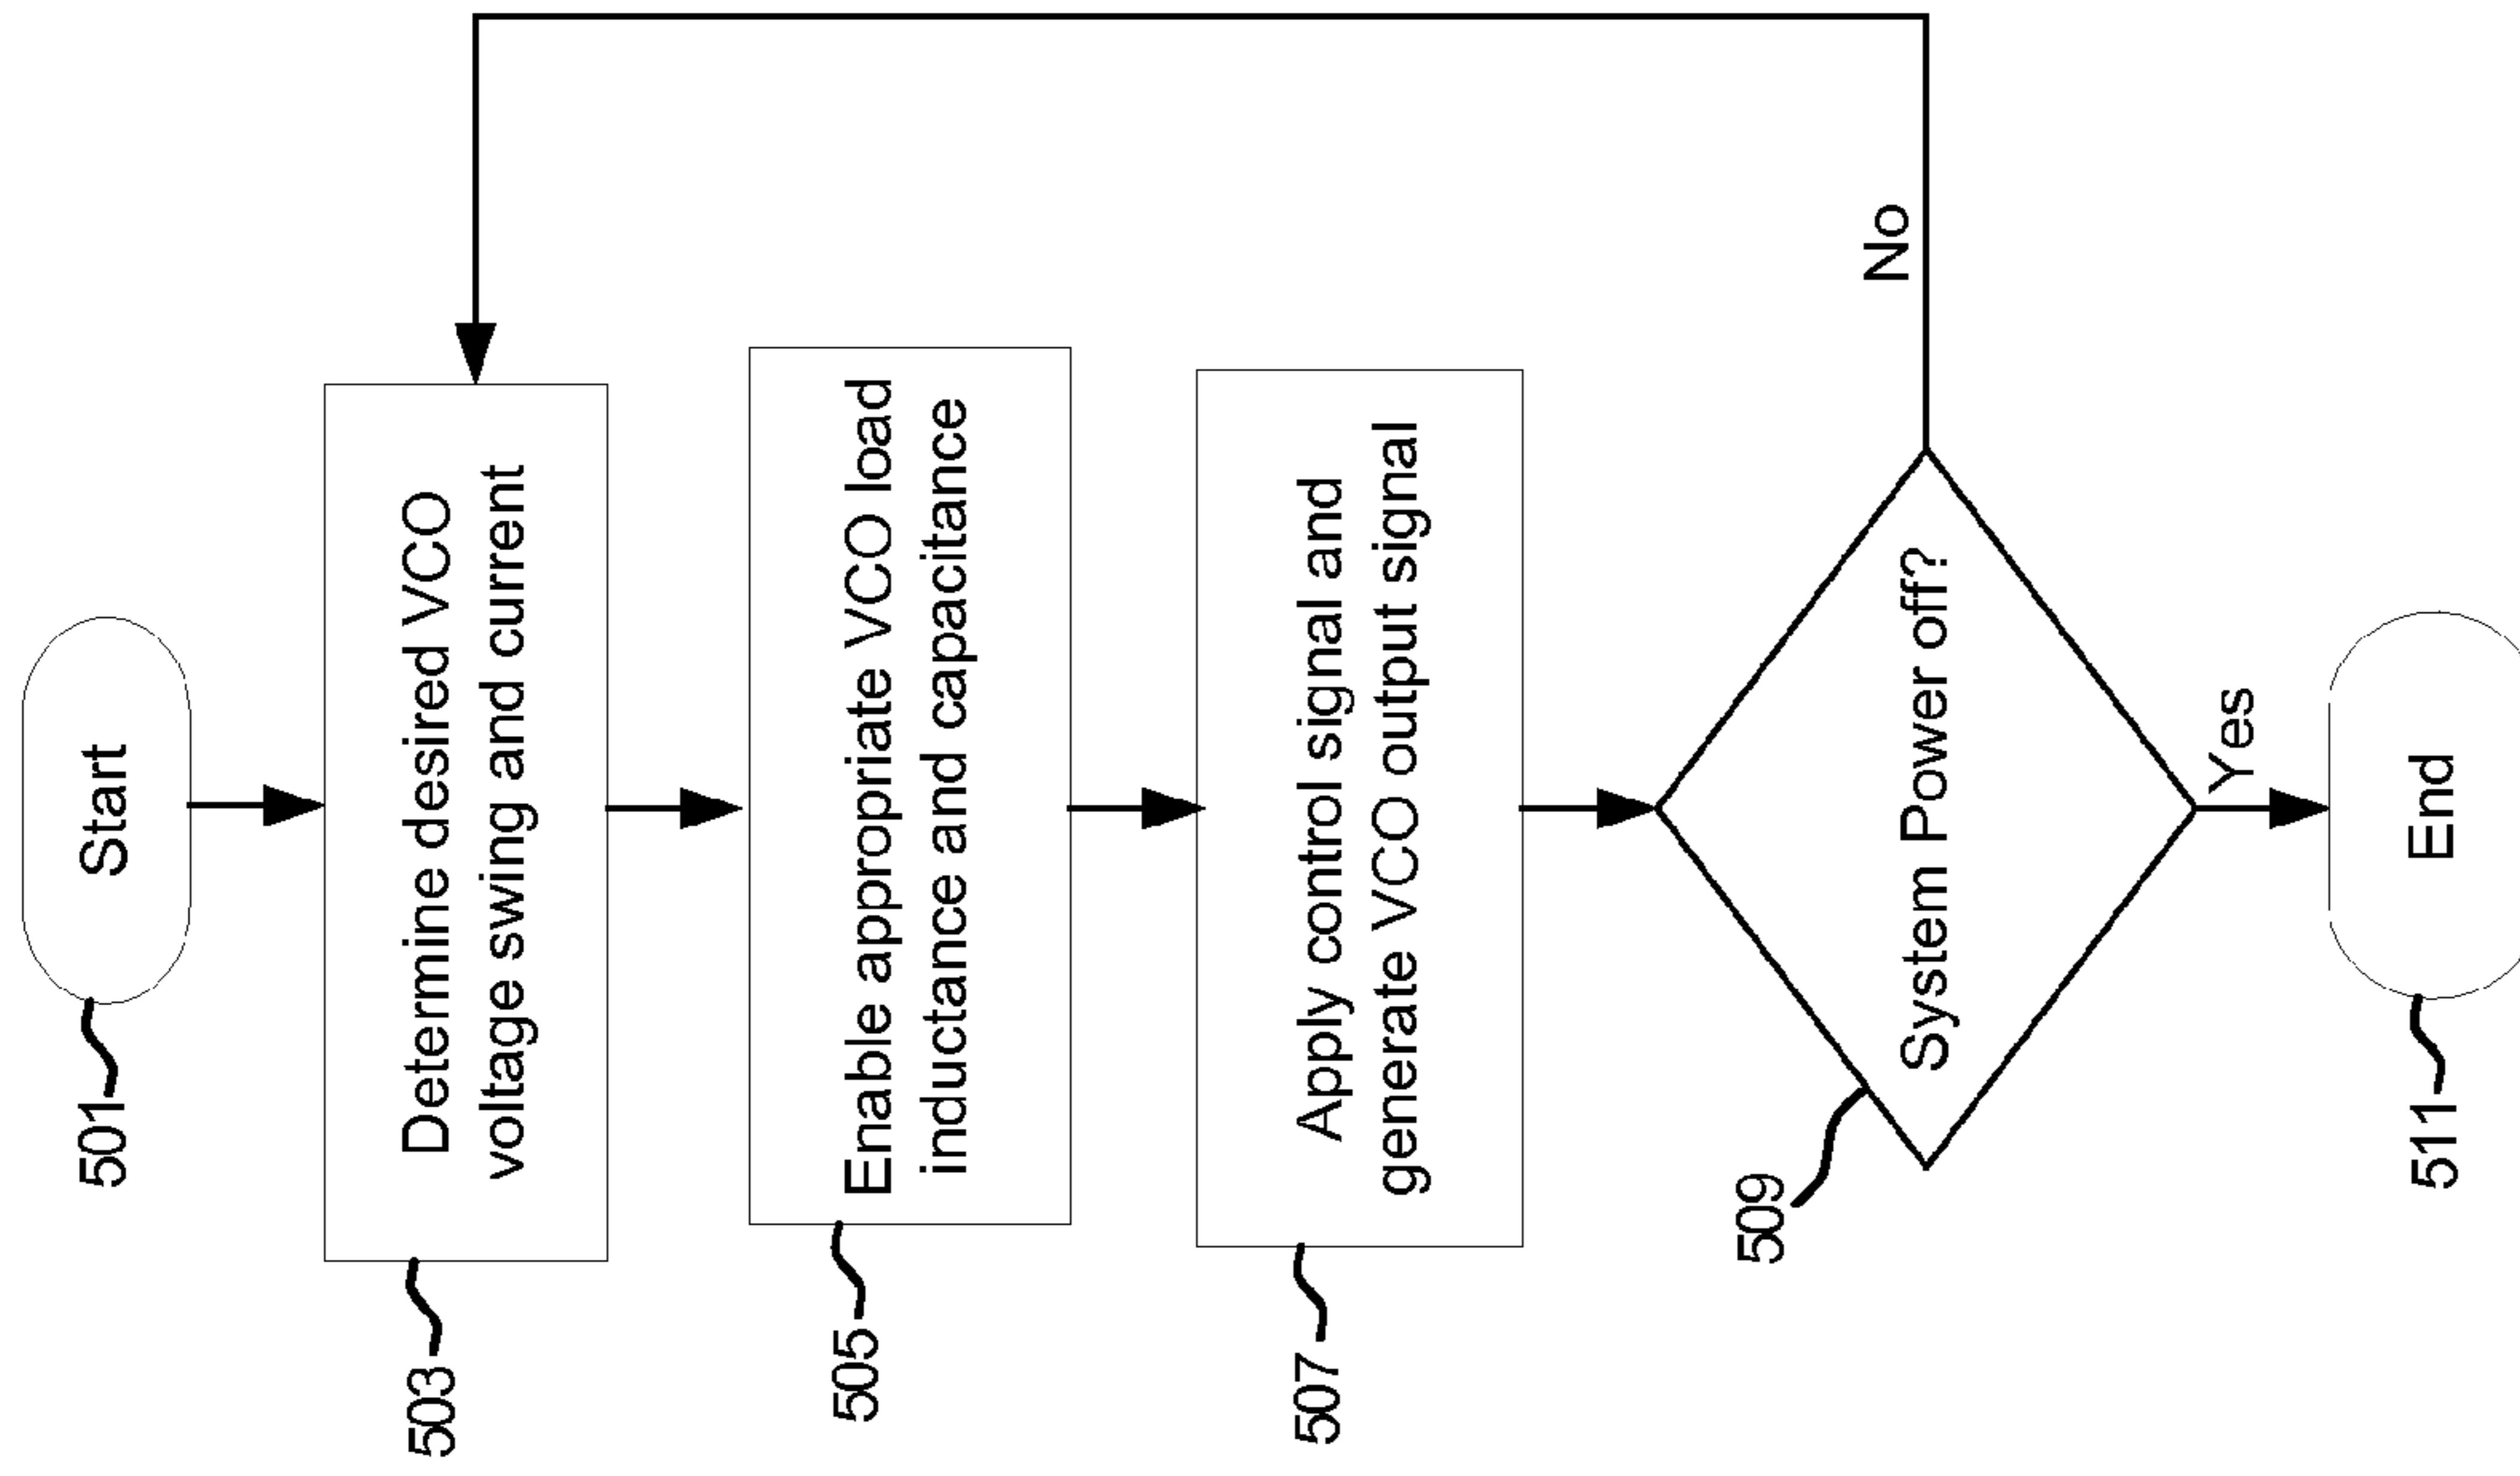 Start
501
Determine desired VCO
voltage swing and current
503
Enable appropriate VCO load
inductance and capacitance
505
Apply control signal and
generate VCO output signal
507
System Power off?
509
No
Yes
End
511